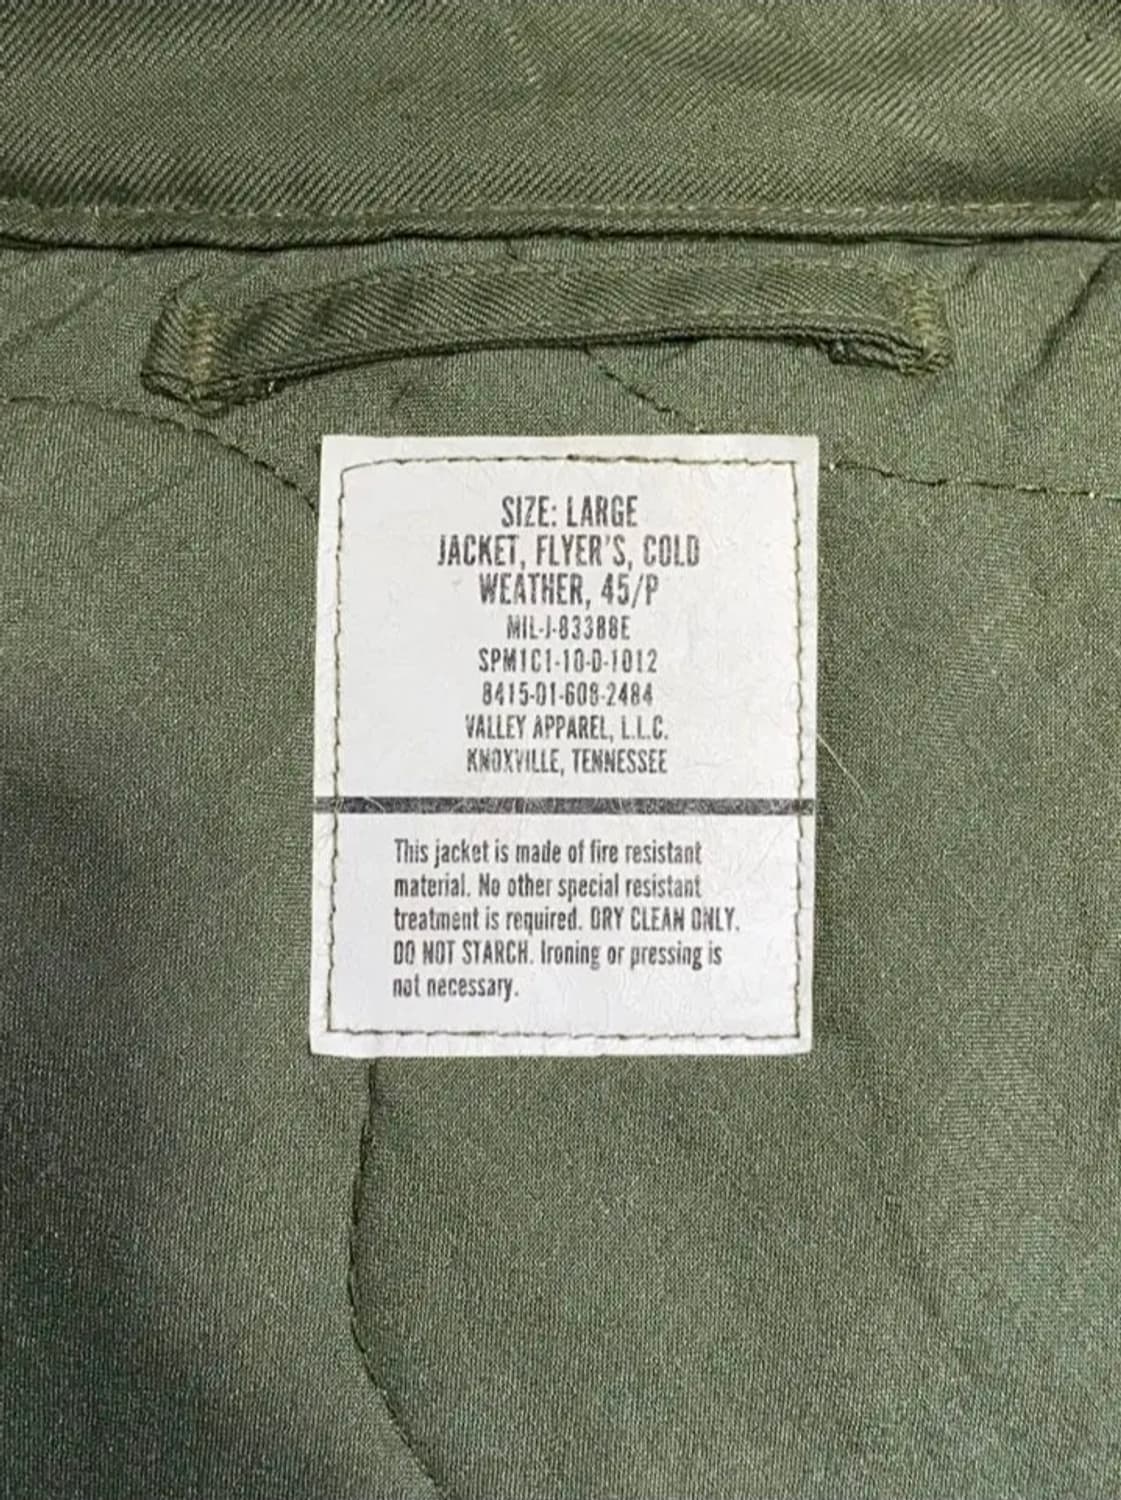 SIZE: LARGE
JACKET, FLYER'S, COLD
WEATHER, 45/P
MIL-J-83388E
SPM1C1-10-D-1012
8415-01-608-2484
VALLEY APPAREL, L.L.C.
KNOXVILLE, TENNESSEE
This jacket is made of fire resistant
material. No other special resistant
treatment is required. DRY CLEAN ONLY.
DO NOT STARCH. Ironing or pressing is
not necessary.